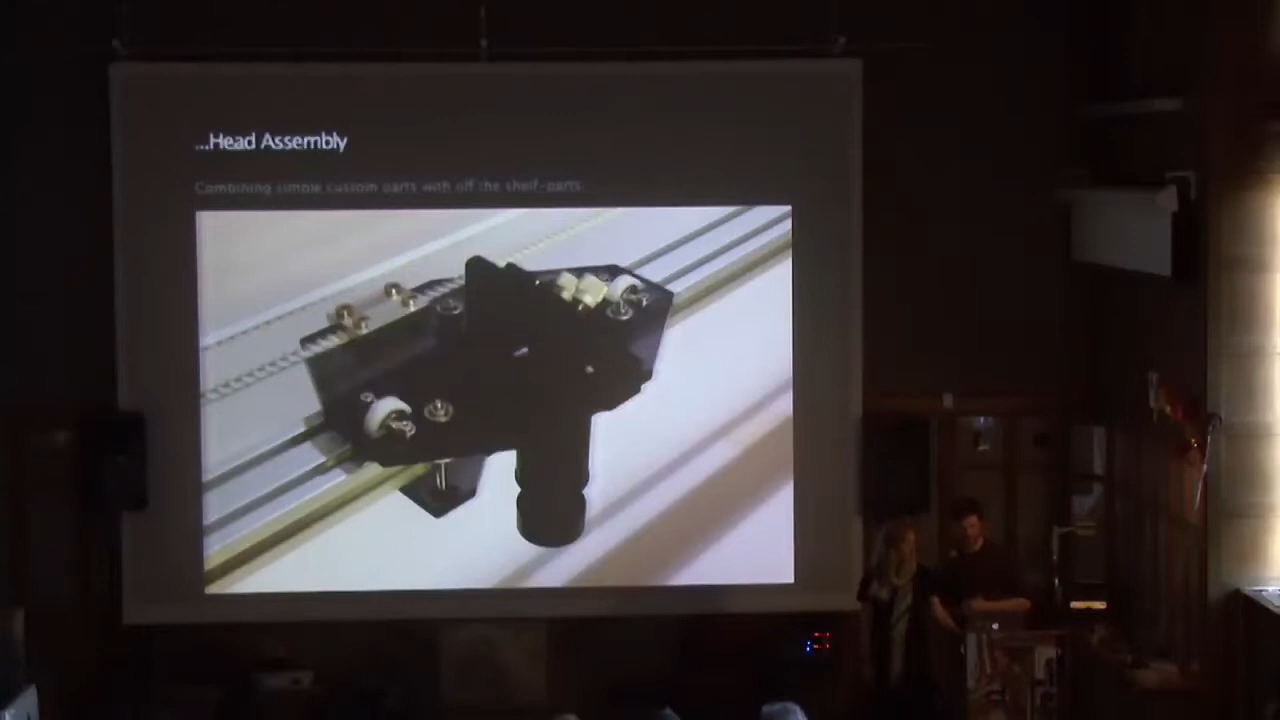 ...Head Assembly
Combining simple custom parts with off the shelf-parts